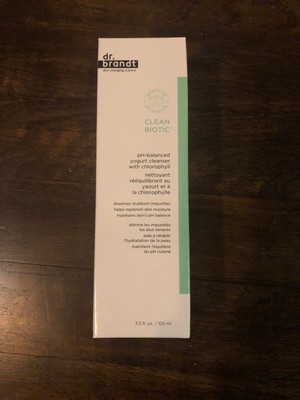 dr.
brandt
skin changing science
CLEAN
BIOTIC
pH-balanced
yogurt cleanser
with chlorophyll
nettoyant
rééquilibrant au
yaourt et à
la chlorophylle
dissolves stubborn impurities
helps replenish skin moisture
maintains skin's pH balance
élimine les impuretés
les plus tenaces
aide à rétablir
l'hydratation de la peau
maintient l'équilibre
du pH cutané
3.5 fl. oz. / 105 ml